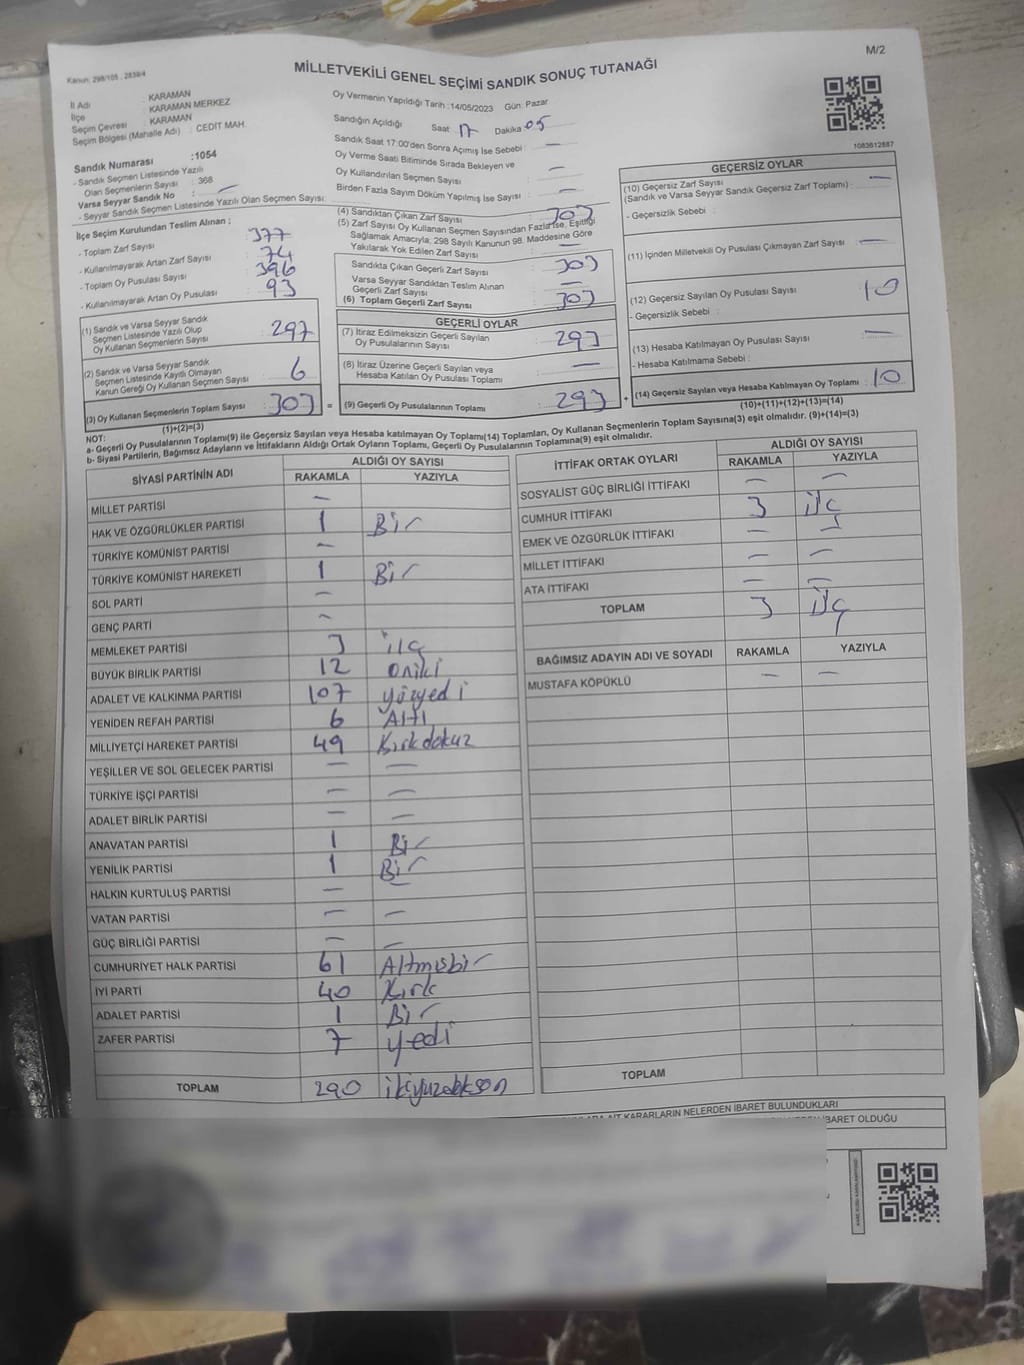 M/2
Kanun: 298/105 , 2839/4
MİLLETVEKİLİ GENEL SEÇİMİ SANDIK SONUÇ TUTANAĞI
İl Adı : KARAMAN
İlçe : KARAMAN MERKEZ
Seçim Çevresi : KARAMAN
Seçim Bölgesi (Mahalle Adı) : CEDİT MAH.
Sandık Numarası :1054
- Sandık Seçmen Listesinde Yazılı
Olan Seçmenlerin Sayısı : 368
Varsa Seyyar Sandık No : —
- Seyyar Sandık Seçmen Listesinde Yazılı Olan Seçmen Sayısı:
İlçe Seçim Kurulundan Teslim Alınan ;
- Toplam Zarf Sayısı 377
- Kullanılmayarak Artan Zarf Sayısı 74
- Toplam Oy Pusulası Sayısı 396
- Kullanılmayarak Artan Oy Pusulası 93
(1) Sandık ve Varsa Seyyar Sandık
Seçmen Listesinde Yazılı Olup
Oy Kullanan Seçmenlerin Sayısı : 297
(2) Sandık ve Varsa Seyyar Sandık
Seçmen Listesinde Kayıtlı Olmayan
Kanun Gereği Oy Kullanan Seçmen Sayısı : 6
(3) Oy Kullanan Seçmenlerin Toplam Sayısı : 303 =
(1)+(2)=(3)
Oy Vermenin Yapıldığı Tarih :14/05/2023 Gün: Pazar
Sandığın Açıldığı Saat 17 Dakika 05
Sandık Saat 17:00'den Sonra Açımış İse Sebebi : —
Oy Verme Saati Bitiminde Sırada Bekleyen ve
Oy Kullandırılan Seçmen Sayısı : —
Birden Fazla Sayım Döküm Yapılmış İse Sayısı : —
(4) Sandıktan Çıkan Zarf Sayısı : 303
(5) Zarf Sayısı Oy Kullanan Seçmen Sayısından Fazla İse, Eşitliği
Sağlamak Amacıyla, 298 Sayılı Kanunun 98. Maddesine Göre
Yakılarak Yok Edilen Zarf Sayısı : —
Sandıkta Çıkan Geçerli Zarf Sayısı : 303
Varsa Seyyar Sandıktan Teslim Alınan
Geçerli Zarf Sayısı : —
(6) Toplam Geçerli Zarf Sayısı : 303
GEÇERLİ OYLAR
(7) İtiraz Edilmeksizin Geçerli Sayılan
Oy Pusulalarının Sayısı : 293
(8) İtiraz Üzerine Geçerli Sayılan veya
Hesaba Katılan Oy Pusulası Toplamı : —
(9) Geçerli Oy Pusulalarının Toplamı : 293 +
1083612887
GEÇERSİZ OYLAR
(10) Geçersiz Zarf Sayısı
(Sandık ve Varsa Seyyar Sandık Geçersiz Zarf Toplamı) : —
- Geçersizlik Sebebi :
(11) İçinden Milletvekili Oy Pusulası Çıkmayan Zarf Sayısı : —
(12) Geçersiz Sayılan Oy Pusulası Sayısı : 10
- Geçersizlik Sebebi :
(13) Hesaba Katılmayan Oy Pusulası Sayısı : —
- Hesaba Katılmama Sebebi :
(14) Geçersiz Sayılan veya Hesaba Katılmayan Oy Toplamı : 10
(10)+(11)+(12)+(13)=(14)
NOT:
a- Geçerli Oy Pusulalarının Toplamı(9) ile Geçersiz Sayılan veya Hesaba katılmayan Oy Toplamı(14) Toplamları, Oy Kullanan Seçmenlerin Toplam Sayısına(3) eşit olmalıdır. (9)+(14)=(3)
b- Siyasi Partilerin, Bağımsız Adayların ve İttifakların Aldığı Ortak Oyların Toplamı, Geçerli Oy Pusulalarının Toplamına(9) eşit olmalıdır.
SİYASİ PARTİNİN ADI ALDIĞI OY SAYISI
RAKAMLA YAZIYLA
MİLLET PARTİSİ —
HAK VE ÖZGÜRLÜKLER PARTİSİ 1 Bir
TÜRKİYE KOMÜNİST PARTİSİ —
TÜRKİYE KOMÜNİST HAREKETİ 1 Bir
SOL PARTİ —
GENÇ PARTİ —
MEMLEKET PARTİSİ 3 üç
BÜYÜK BİRLİK PARTİSİ 12 oniki
ADALET VE KALKINMA PARTİSİ 107 yüzyedi
YENİDEN REFAH PARTİSİ 6 Altı
MİLLİYETÇİ HAREKET PARTİSİ 49 Kırkdokuz
YEŞİLLER VE SOL GELECEK PARTİSİ — —
TÜRKİYE İŞÇİ PARTİSİ — —
ADALET BİRLİK PARTİSİ — —
ANAVATAN PARTİSİ 1 Bir
YENİLİK PARTİSİ 1 Bir
HALKIN KURTULUŞ PARTİSİ — —
VATAN PARTİSİ — —
GÜÇ BİRLİĞİ PARTİSİ — —
CUMHURİYET HALK PARTİSİ 61 Altmışbir
İYİ PARTİ 40 Kırk
ADALET PARTİSİ 1 Bir
ZAFER PARTİSİ 7 yedi
TOPLAM 290
İTTİFAK ORTAK OYLARI ALDIĞI OY SAYISI
RAKAMLA YAZIYLA
SOSYALİST GÜÇ BİRLİĞİ İTTİFAKI — —
CUMHUR İTTİFAKI 3 üç
EMEK VE ÖZGÜRLÜK İTTİFAKI — —
MİLLET İTTİFAKI — —
ATA İTTİFAKI — —
TOPLAM 3 üç
BAĞIMSIZ ADAYIN ADI VE SOYADI RAKAMLA YAZIYLA
MUSTAFA KÖPÜKLÜ — —
TOPLAM
KARARLARIN NELERDEN İBARET BULUNDUKLARI
İBARET OLDUĞU